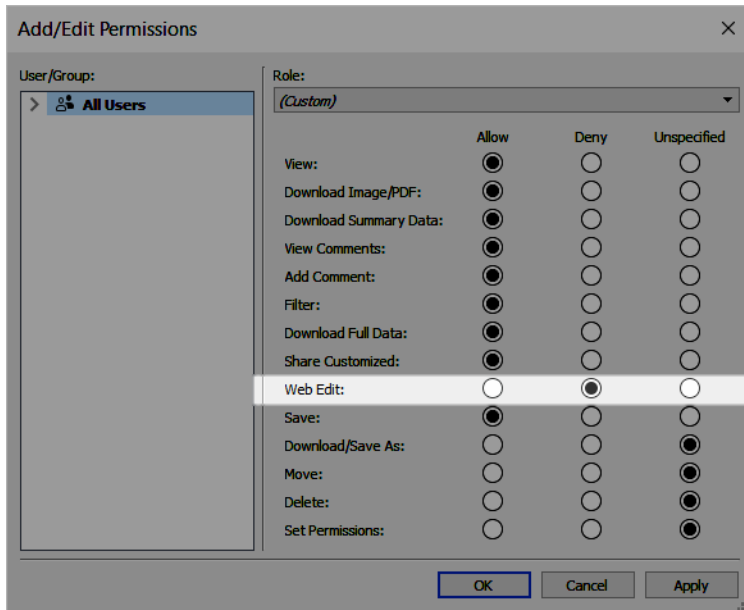 Add/Edit Permissions
User/Group:
All Users
Role:
(Custom)
Allow Deny Unspecified
View:
Download Image/PDF:
Download Summary Data:
View Comments:
Add Comment:
Filter:
Download Full Data:
Share Customized:
Web Edit:
Save:
Download/Save As:
Move:
Delete:
Set Permissions:
OK Cancel Apply